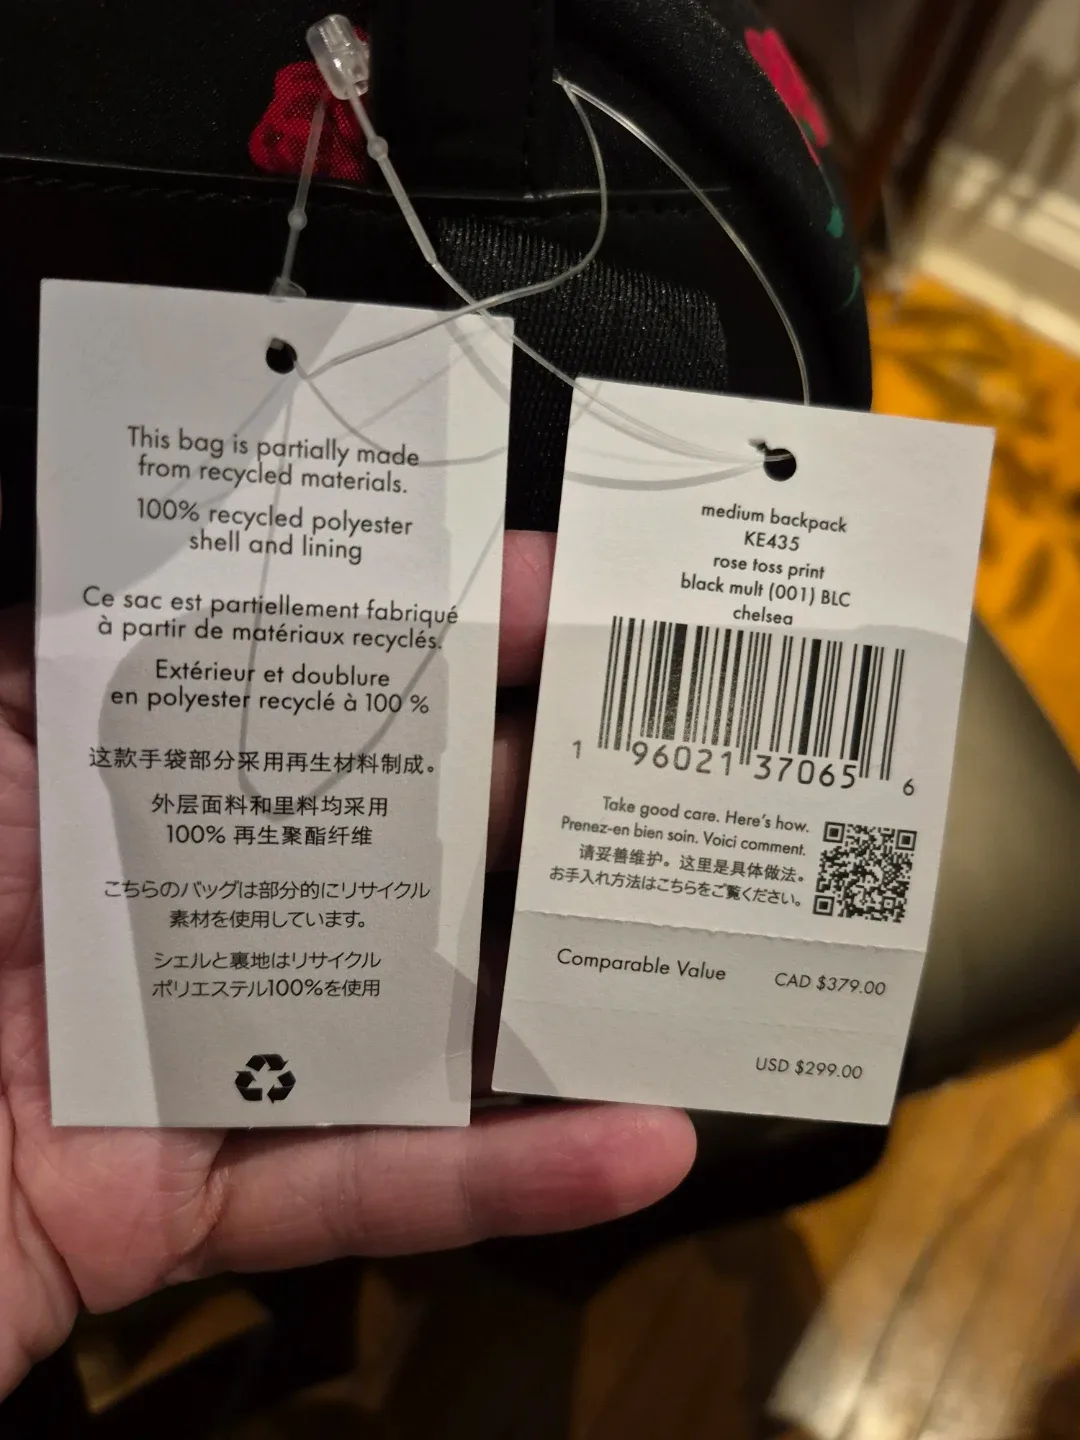 This bag is partially made
from recycled materials.
100% recycled polyester
shell and lining
Ce sac est partiellement fabriqué
à partir de matériaux recyclés.
Extérieur et doublure
en polyester recyclé à 100 %
这款手袋部分采用再生材料制成。
外层面料和里料均采用
100% 再生聚酯纤维
こちらのバッグは部分的にリサイクル
素材を使用しています。
シェルと裏地はリサイクル
ポリエステル100%を使用
medium backpack
KE435
rose toss print
black mult (001) BLC
chelsea
1 96021 37065 6
Take good care. Here's how.
Prenez-en bien soin. Voici comment.
请妥善维护。这里是具体做法。
お手入れ方法はこちらをご覧ください。
Comparable Value CAD $379.00
USD $299.00